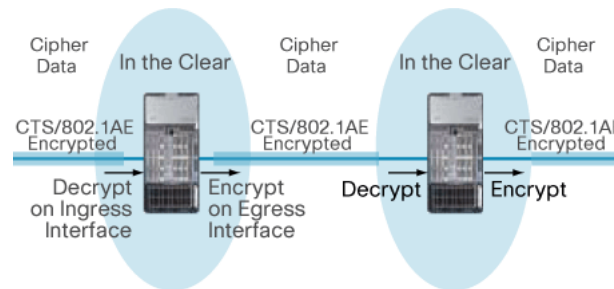 Cipher
Data
In the Clear
Cipher
Data
In the Clear
Cipher
Data
CTS/802.1AE
Encrypted
CTS/802.1AE
Encrypted
CTS/802.1AE
Encrypted
Decrypt
on Ingress
Interface
Encrypt
on Egress
Interface
Decrypt
Encrypt